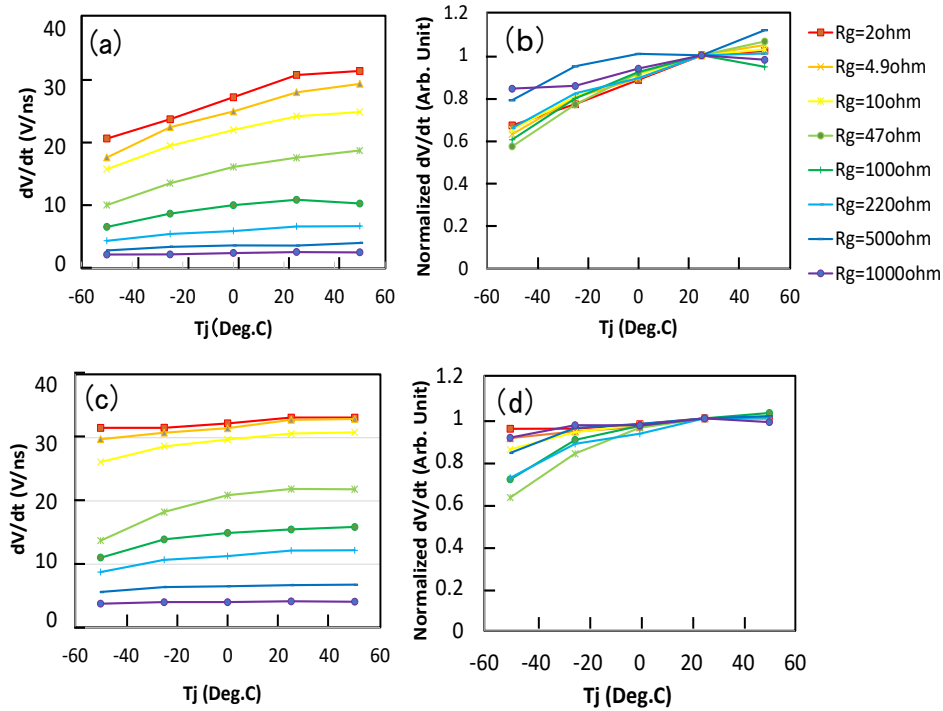 (a)
dV/dt (V/ns)
40
30
20
10
0
-60 -40 -20 0 20 40 60
Tj(Deg.C)
(b)
Normalized dV/dt (Arb. Unit)
1.2
1
0.8
0.6
0.4
0.2
0
-60 -40 -20 0 20 40 60
Tj (Deg.C)
Rg=2ohm
Rg=4.9ohm
Rg=10ohm
Rg=47ohm
Rg=100ohm
Rg=220ohm
Rg=500ohm
Rg=1000ohm
(c)
dV/dt (V/ns)
40
30
20
10
0
-60 -40 -20 0 20 40 60
Tj (Deg.C)
(d)
Normalized dV/dt (Arb. Unit)
1.2
1
0.8
0.6
0.4
0.2
0
-60 -40 -20 0 20 40 60
Tj (Deg.C)